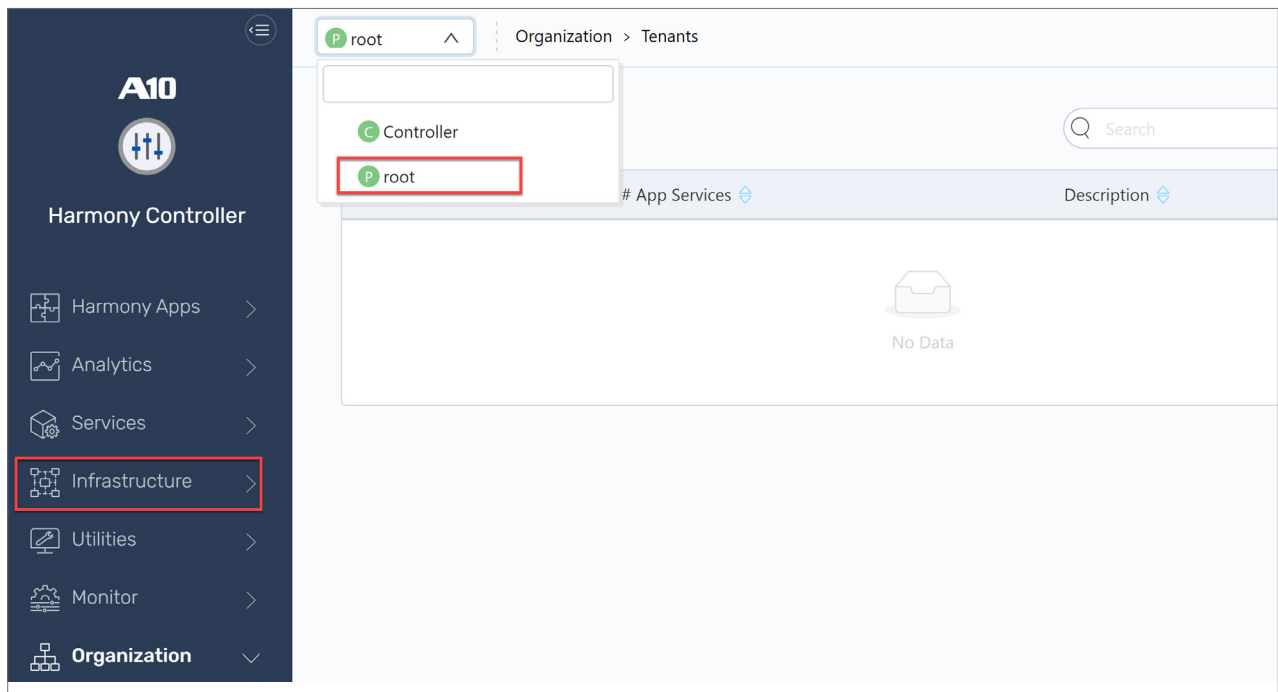 P root
Organization > Tenants
A10
Harmony Controller
C Controller
P root
Search
# App Services
Description
No Data
Harmony Apps
Analytics
Services
Infrastructure
Utilities
Monitor
Organization